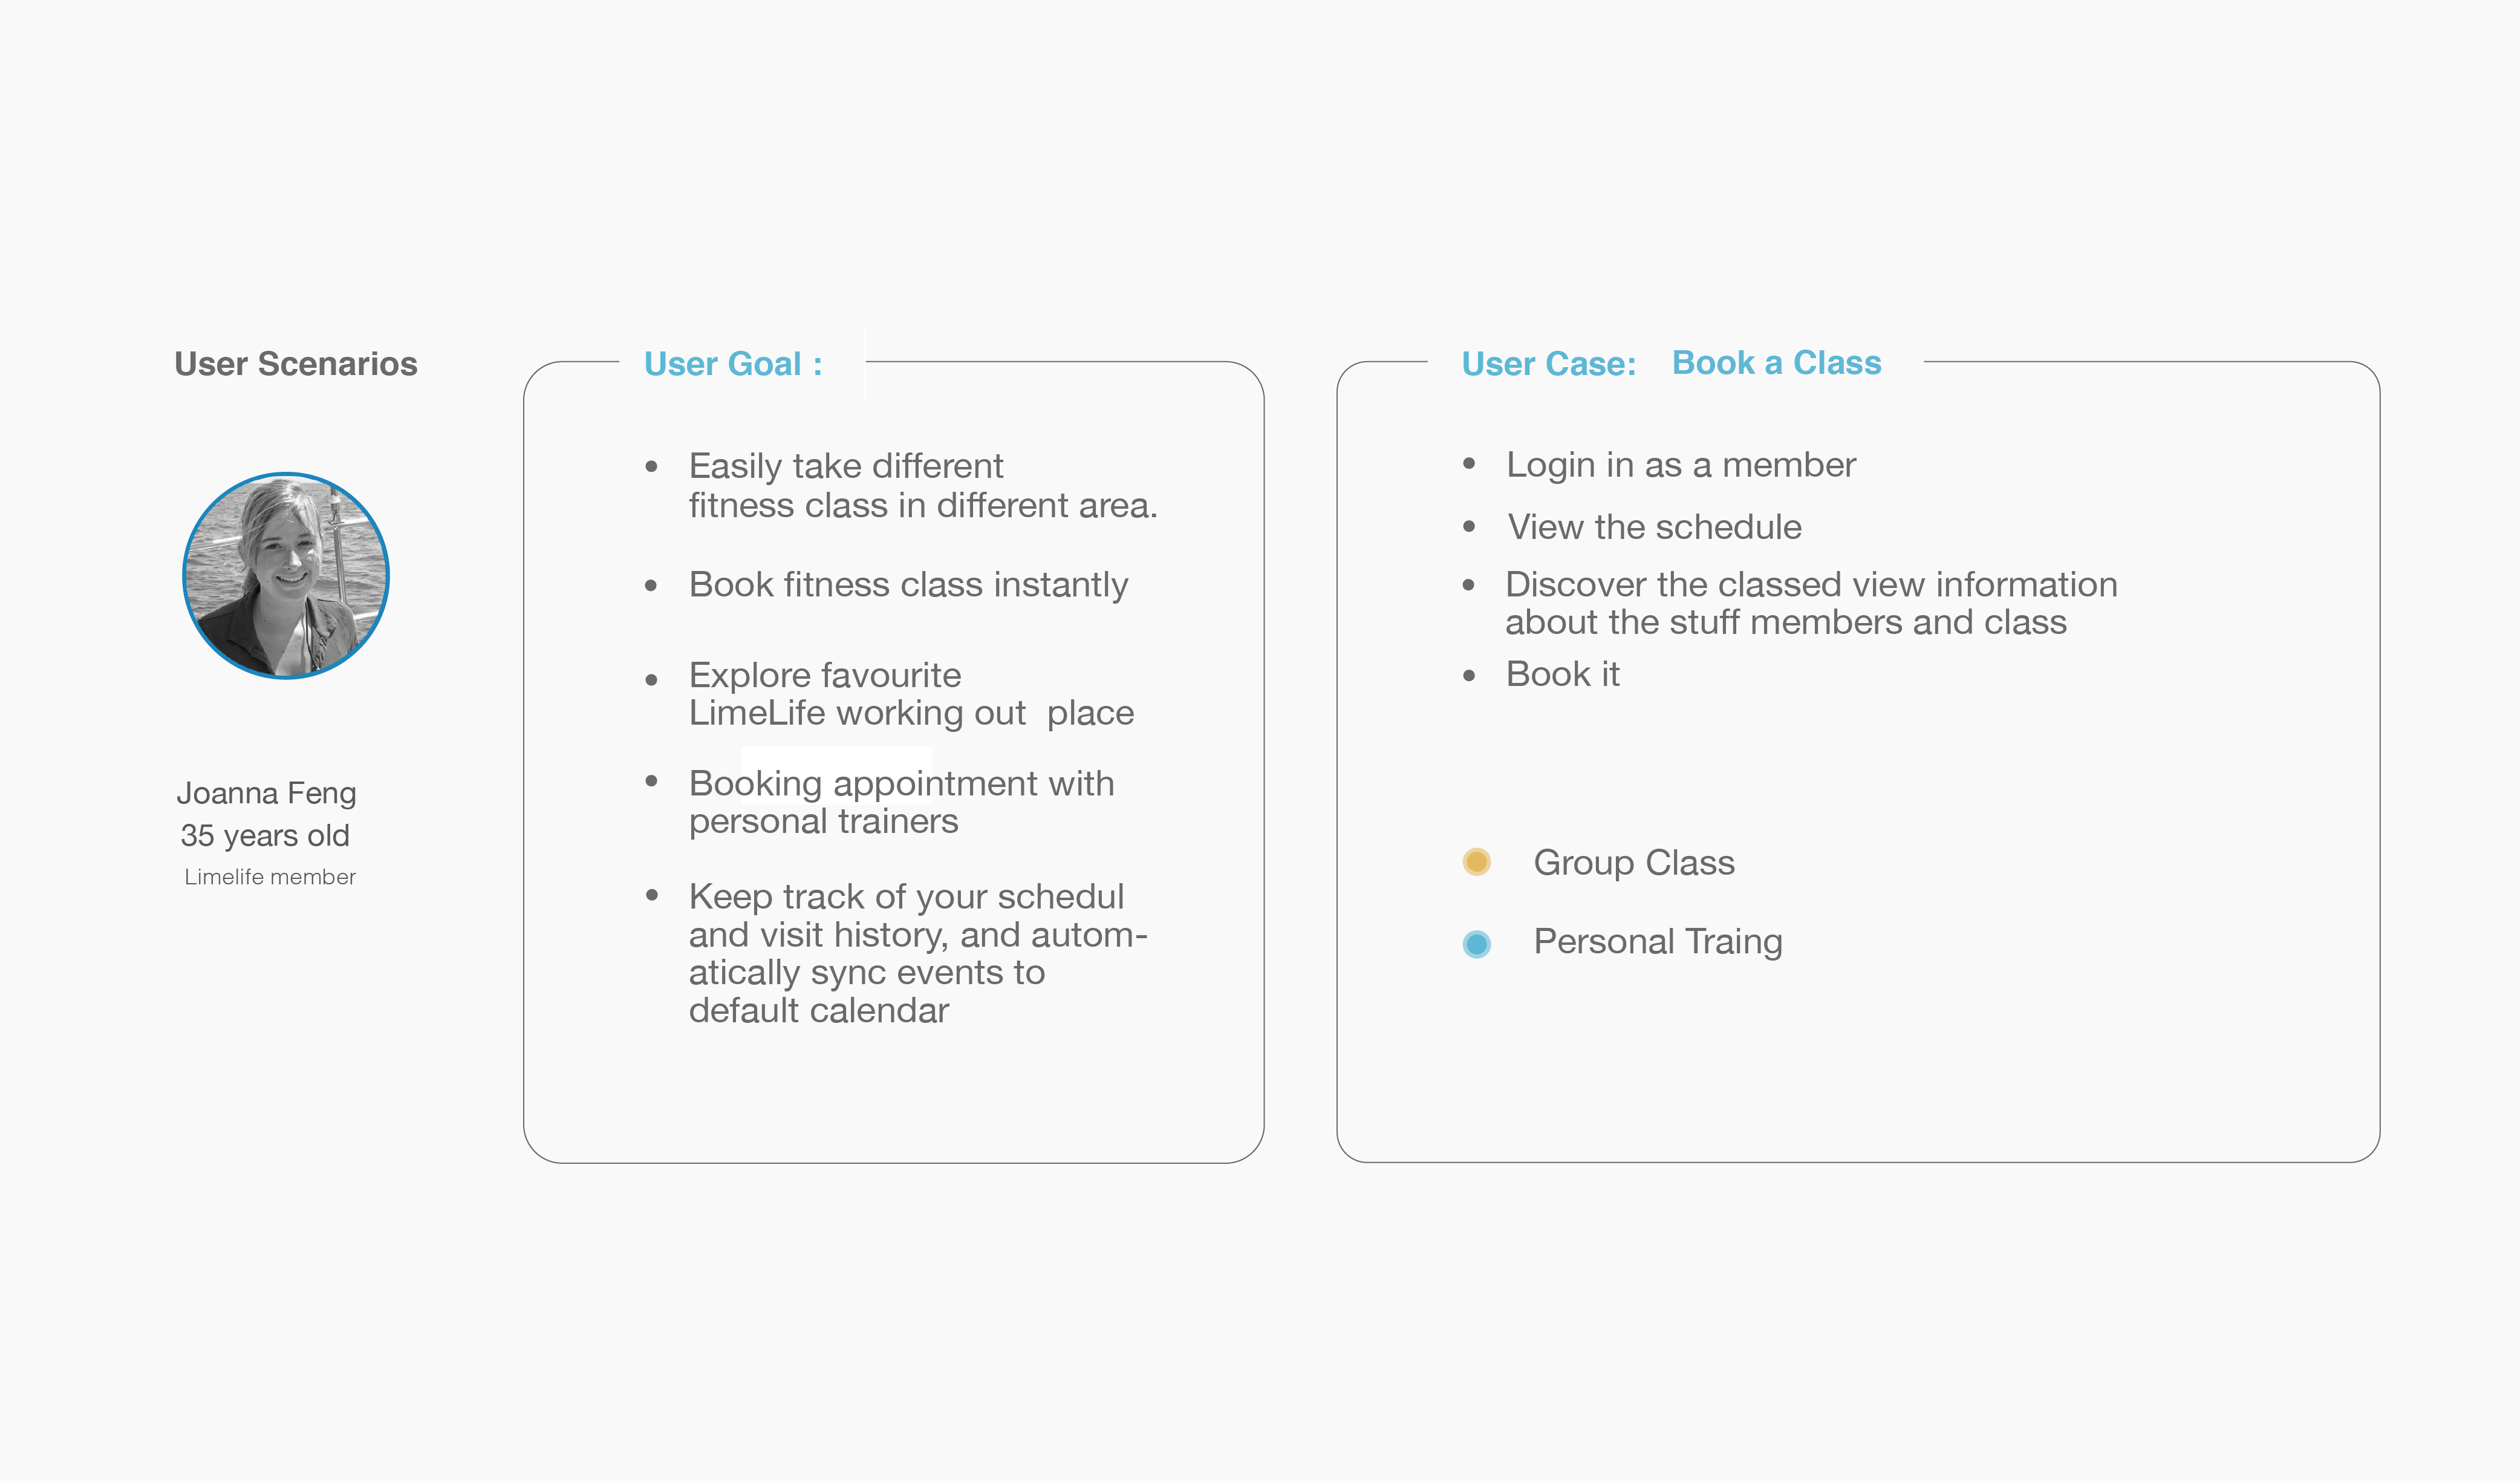 User Scenarios
Joanna Feng
35 years old
Limelife member
User Goal :
Easily take different
fitness class in different area.
Book fitness class instantly
Explore favourite
LimeLife working out  place
Booking appointment with
personal trainers
Keep track of your schedul
and visit history, and autom-
atically sync events to
default calendar
User Case: Book a Class
Login in as a member
View the schedule
Discover the classed view information
about the stuff members and class
Book it
Group Class
Personal Traing